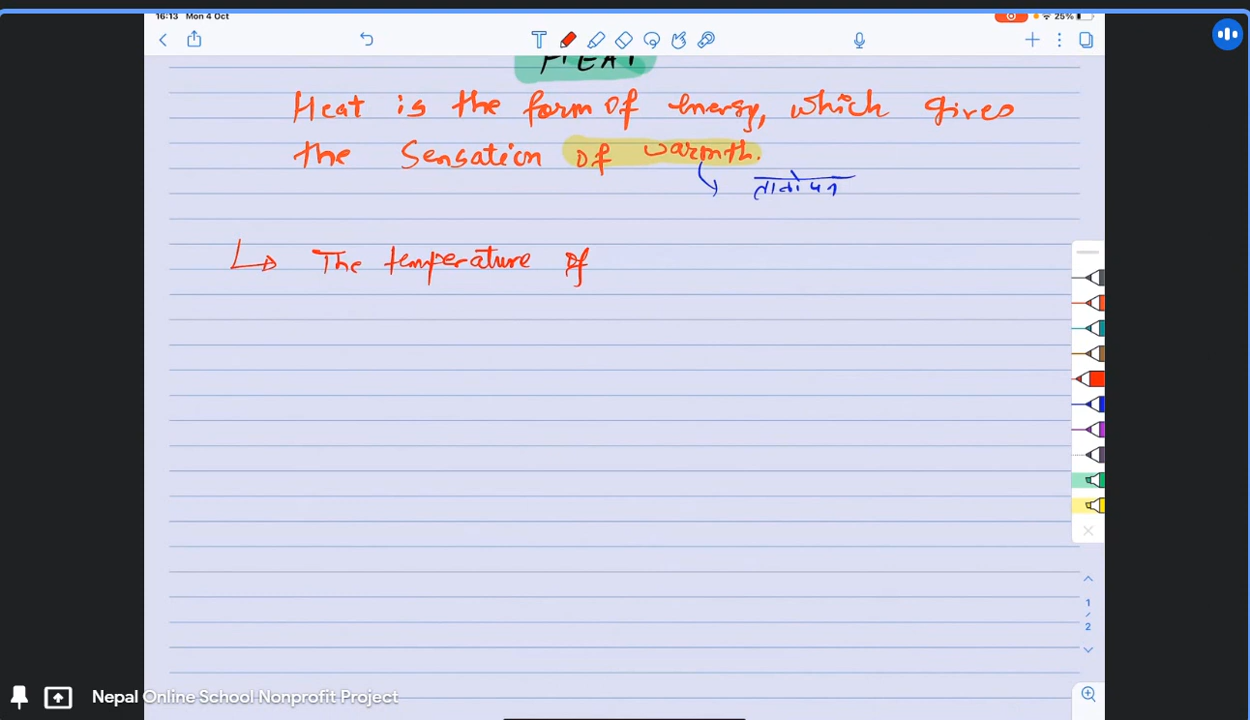 16:13 Mon 4 Oct
25%
HEAT
Heat is the form of energy, which gives
the Sensation of warmth.
The temperature of
1
2
Nepal Online School Nonprofit Project